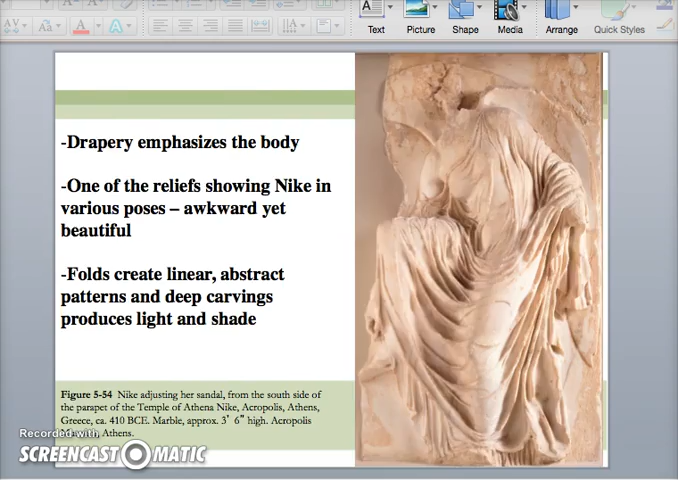 Text
Picture
Shape
Media
Arrange
Quick Styles
-Drapery emphasizes the body
-One of the reliefs showing Nike in
various poses – awkward yet
beautiful
-Folds create linear, abstract
patterns and deep carvings
produces light and shade
Figure 5-54 Nike adjusting her sandal, from the south side of
the parapet of the Temple of Athena Nike, Acropolis, Athens,
Greece, ca. 410 BCE. Marble, approx. 3’ 6” high. Acropolis
Athens.
Recorded with
SCREENCAST MATIC